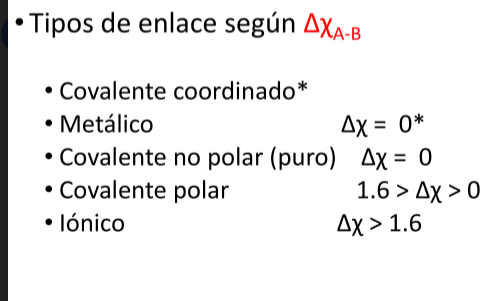 • Tipos de enlace según ΔχA-B
• Covalente coordinado*
• Metálico Δχ = 0*
• Covalente no polar (puro) Δχ = 0
• Covalente polar 1.6 > Δχ > 0
• Iónico Δχ > 1.6